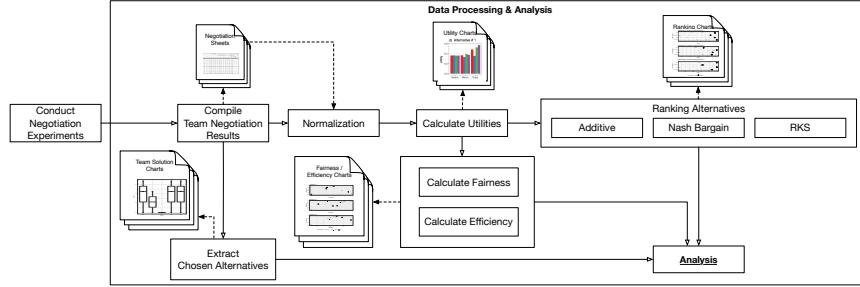 Data Processing & Analysis
Negotiation
Sheets
Utility Charts
Ranking Charts
Conduct
Negotiation
Experiments
Compile
Team Negotiation
Results
Normalization
Calculate Utilities
Ranking Alternatives
Additive
Nash Bargain
RKS
Team Solution
Charts
Fairness /
Efficiency Charts
Calculate Fairness
Calculate Efficiency
Extract
Chosen Alternatives
Analysis